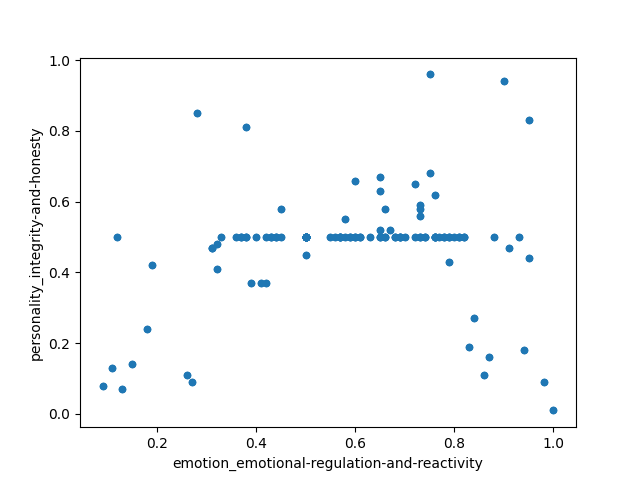 1.0
0.8
0.6
0.4
0.2
0.0
personality_integrity-and-honesty
0.2 0.4 0.6 0.8 1.0
emotion_emotional-regulation-and-reactivity